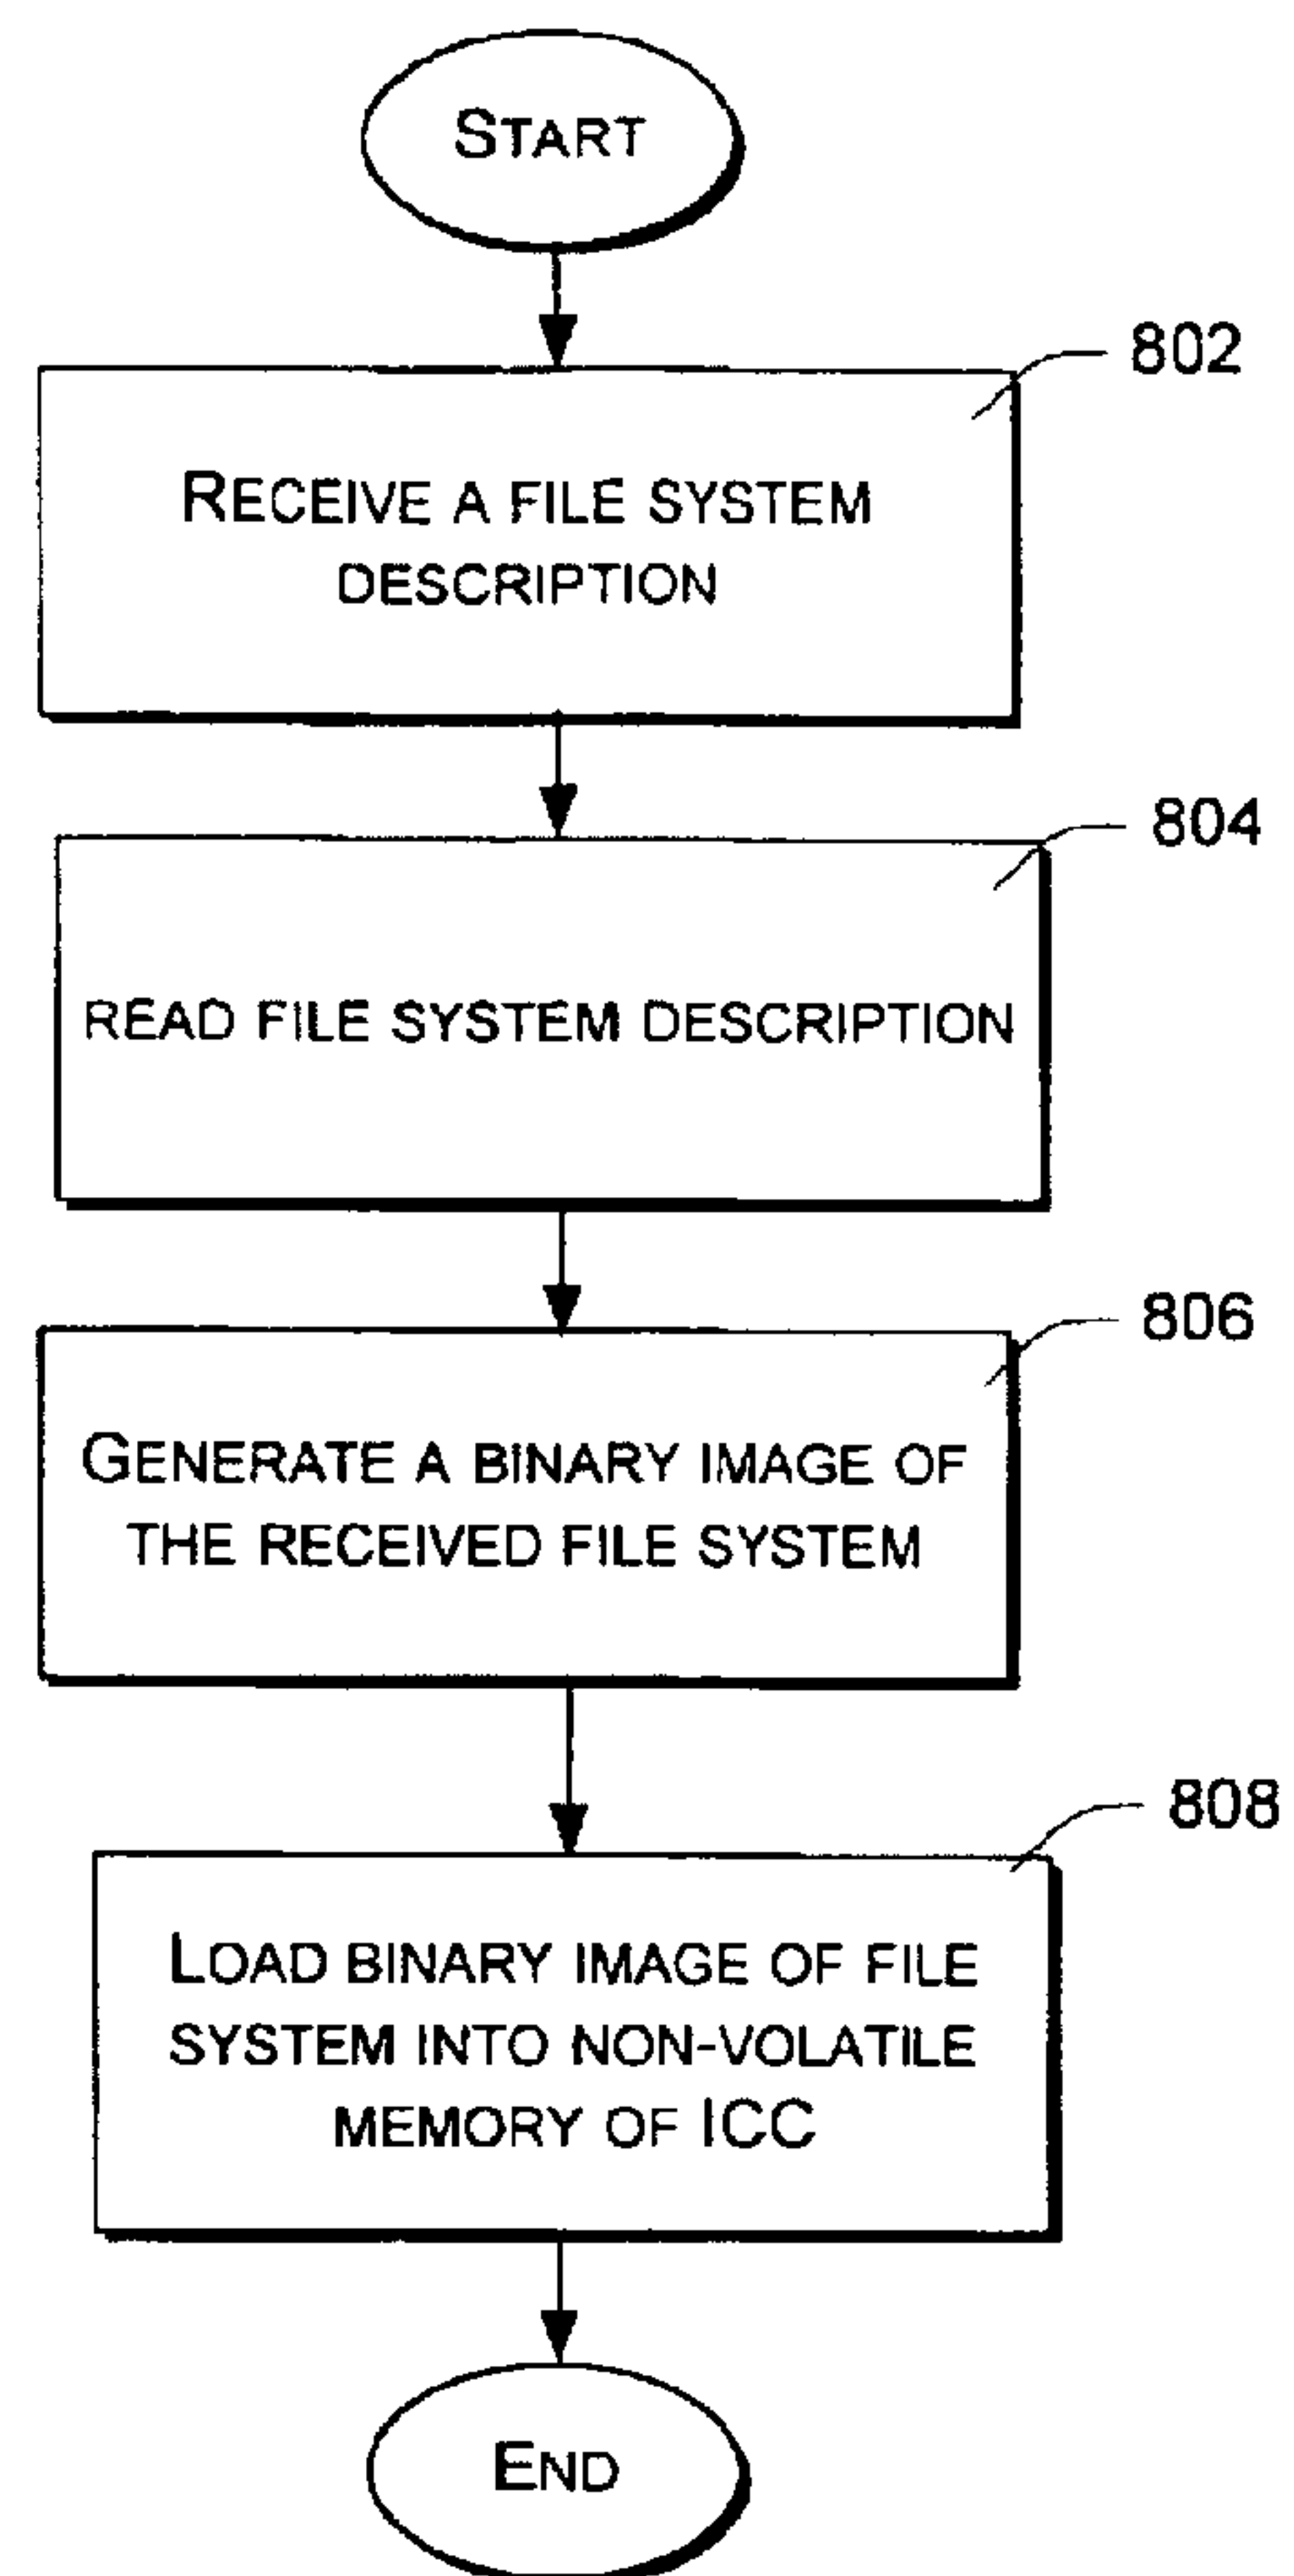 START
802
RECEIVE A FILE SYSTEM
DESCRIPTION
804
READ FILE SYSTEM DESCRIPTION
806
GENERATE A BINARY IMAGE OF
THE RECEIVED FILE SYSTEM
808
LOAD BINARY IMAGE OF FILE
SYSTEM INTO NON-VOLATILE
MEMORY OF ICC
END